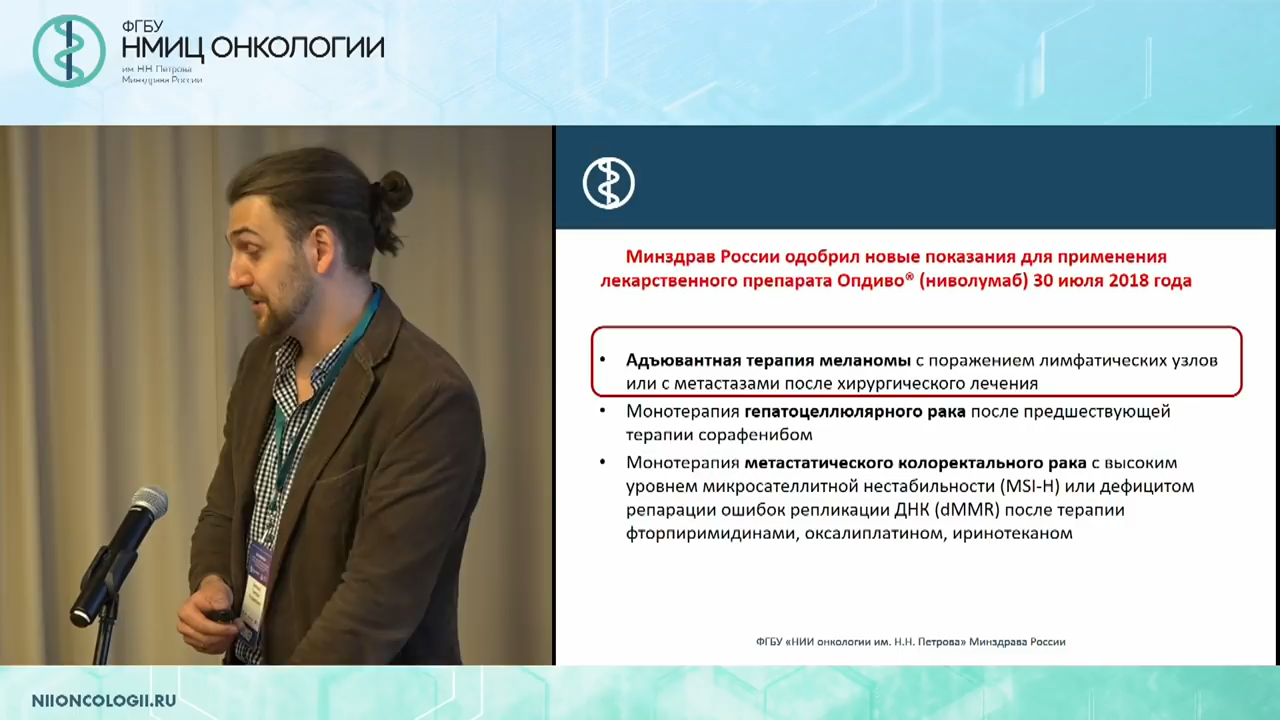 ФГБУ
НМИЦ ОНКОЛОГИИ
им. Н.Н. Петрова
Минздрава России
Минздрав России одобрил новые показания для применения
лекарственного препарата Опдиво® (ниволумаб) 30 июля 2018 года
• Адъювантная терапия меланомы с поражением лимфатических узлов
или с метастазами после хирургического лечения
• Монотерапия гепатоцеллюлярного рака после предшествующей
терапии сорафенибом
• Монотерапия метастатического колоректального рака с высоким
уровнем микросателлитной нестабильности (MSI-H) или дефицитом
репарации ошибок репликации ДНК (dMMR) после терапии
фторпиримидинами, оксалиплатином, иринотеканом
ФГБУ «НИИ онкологии им. Н.Н. Петрова» Минздрава России
NIIONCOLOGII.RU